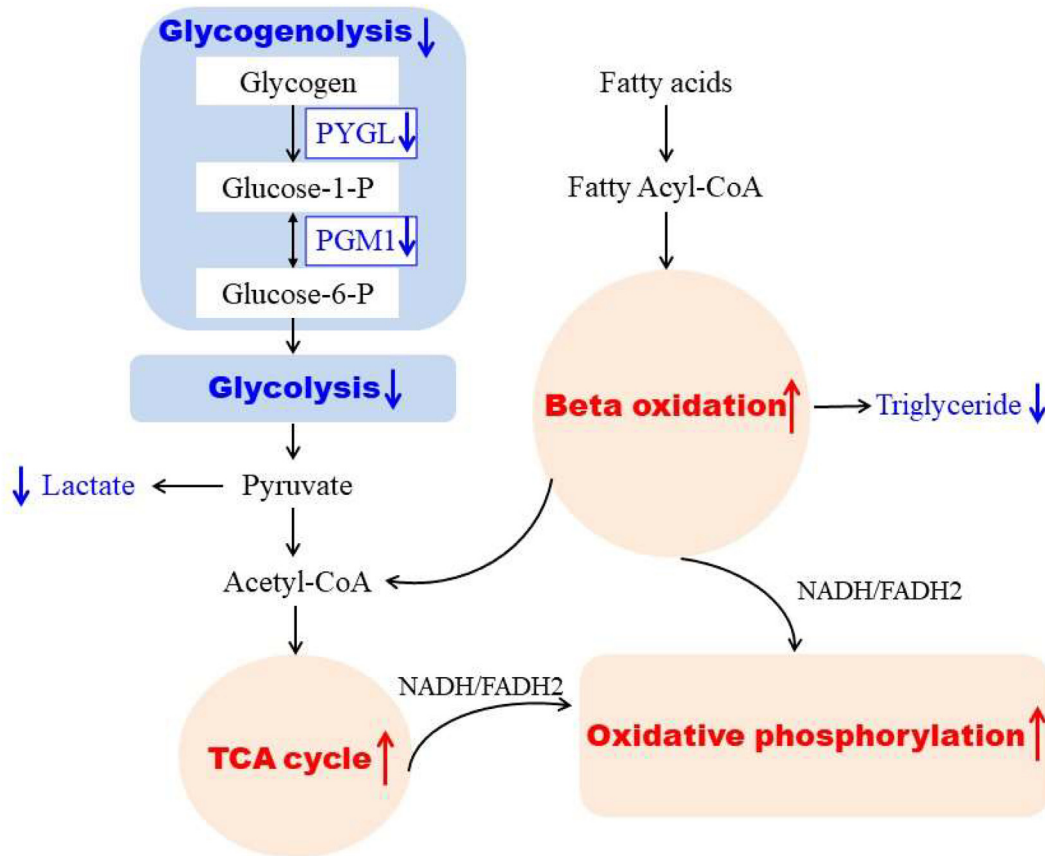 Glycogenolysis↓
Glycogen
PYGL↓
Glucose-1-P
PGM1↓
Glucose-6-P
Glycolysis↓
↓ Lactate
Pyruvate
Acetyl-CoA
TCA cycle↑
NADH/FADH2
Fatty acids
Fatty Acyl-CoA
Beta oxidation↑
Triglyceride↓
NADH/FADH2
Oxidative phosphorylation↑